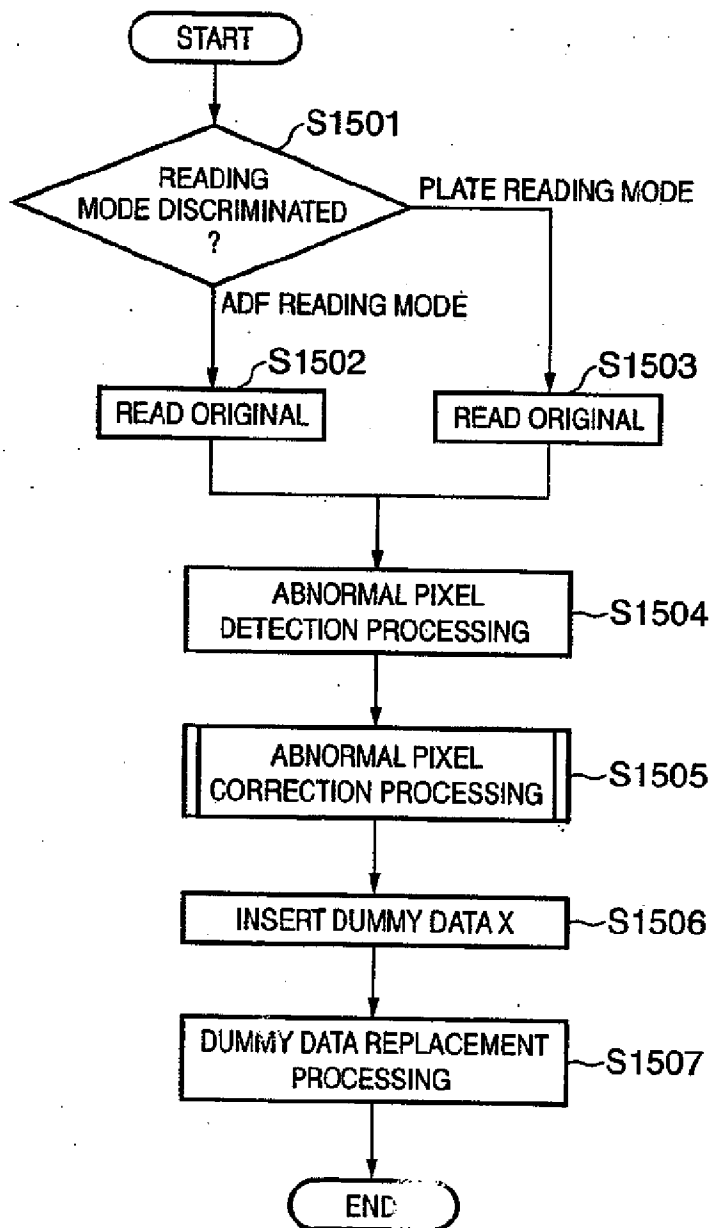 START
S1501
READING
MODE DISCRIMINATED
?
PLATE READING MODE
ADF READING MODE
S1502
S1503
READ ORIGINAL
READ ORIGINAL
ABNORMAL PIXEL
DETECTION PROCESSING
S1504
ABNORMAL PIXEL
CORRECTION PROCESSING
S1505
INSERT DUMMY DATA X
S1506
DUMMY DATA REPLACEMENT
PROCESSING
S1507
END